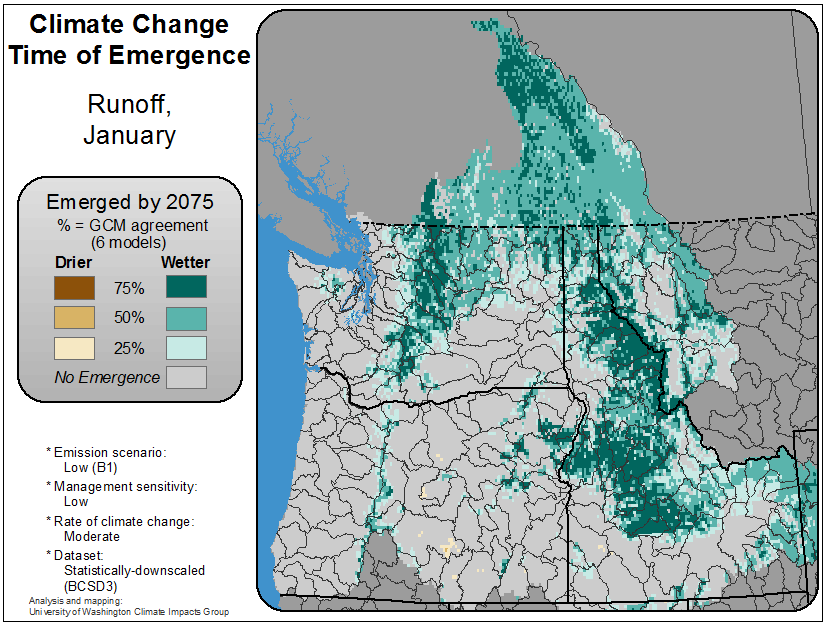 Climate Change
Time of Emergence
Runoff,
January
Emerged by 2075
% = GCM agreement
(6 models)
Drier Wetter
75%
50%
25%
No Emergence
* Emission scenario:
Low (B1)
* Management sensitivity:
Low
* Rate of climate change:
Moderate
* Dataset:
Statistically-downscaled
(BCSD3)
Analysis and mapping:
University of Washington Climate Impacts Group